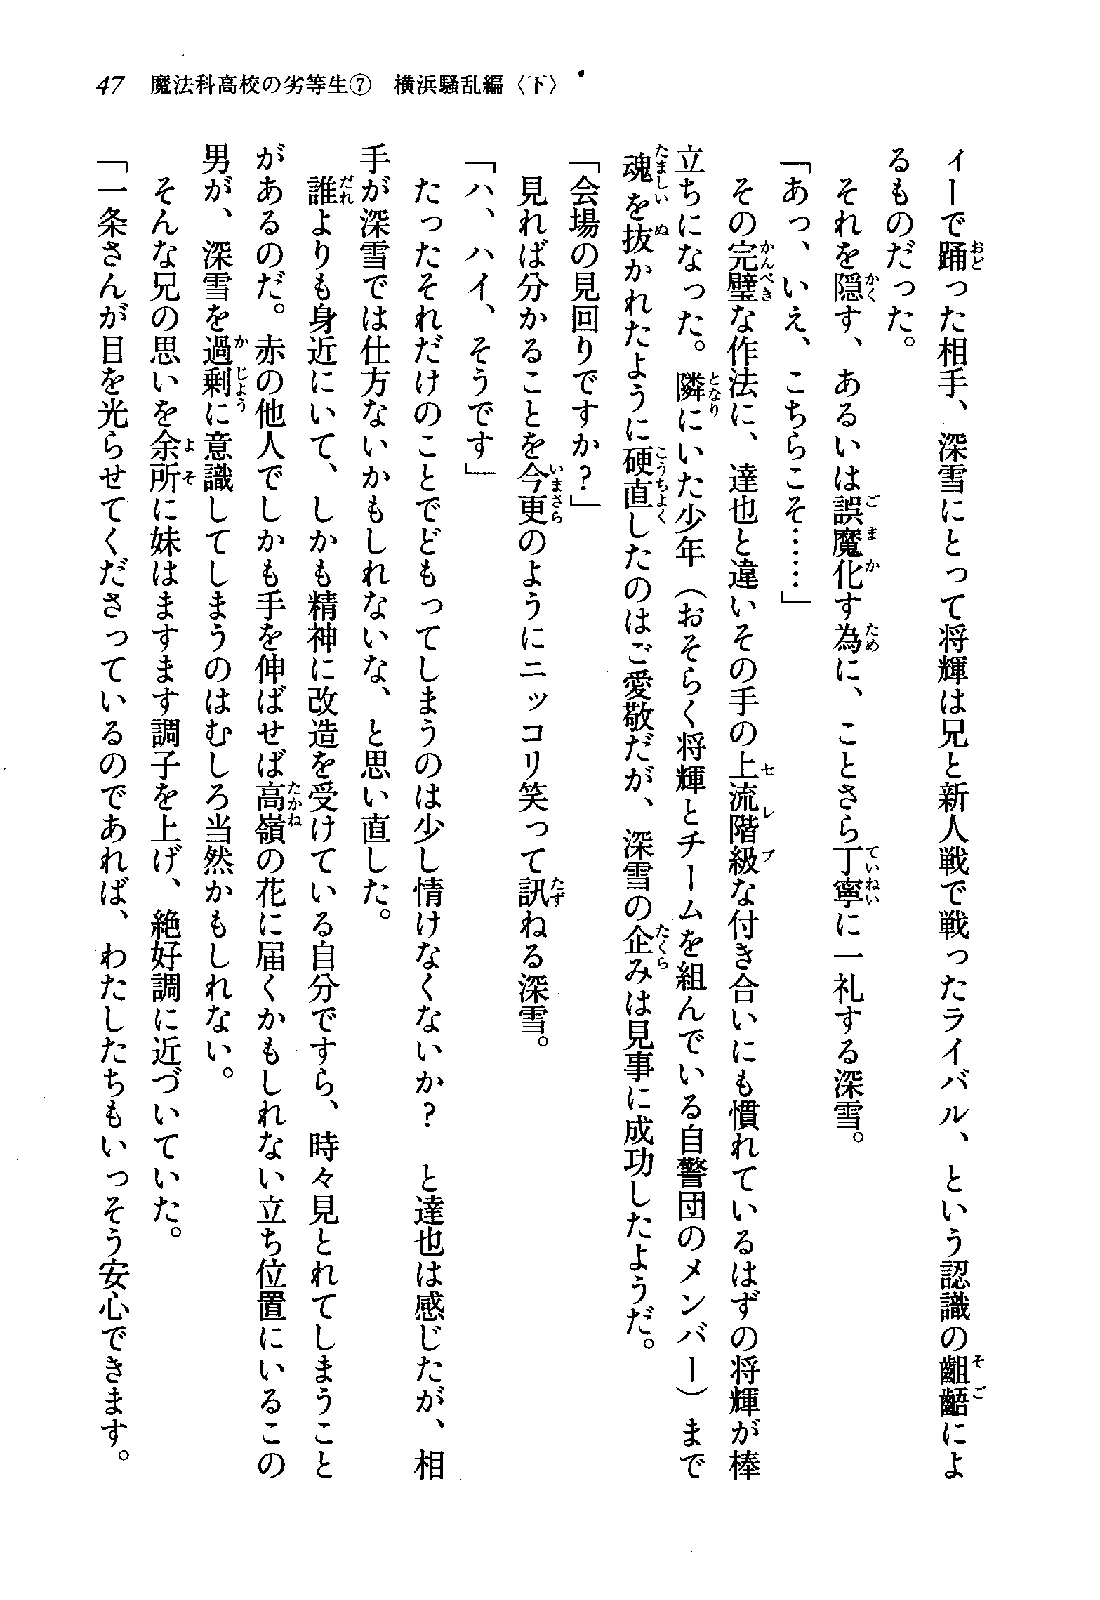 47 魔法科高校の劣等生⑦ 横浜騒乱編〈下〉
ィーで踊った相手、深雪にとって将輝は兄と新人戦で戦ったライバル、という認識の齟齬によ
るものだった。
それを隠す、あるいは誤魔化す為に、ことさら丁寧に一礼する深雪。
「あっ、いえ、こちらこそ……」
その完璧な作法に、達也と違いその手の上流階級な付き合いにも慣れているはずの将輝が棒
立ちになった。隣にいた少年（おそらく将輝とチームを組んでいる自警団のメンバー）まで
魂を抜かれたように硬直したのはご愛敬だが、深雪の企みは見事に成功したようだ。
「会場の見回りですか？」
見れば分かることを今更のようにニッコリ笑って訊ねる深雪。
「ハ、ハイ、そうです」
たったそれだけのことでどもってしまうのは少し情けなくないか？　と達也は感じたが、相
手が深雪では仕方ないかもしれないな、と思い直した。
誰よりも身近にいて、しかも精神に改造を受けている自分ですら、時々見とれてしまうこと
があるのだ。赤の他人でしかも手を伸ばせば高嶺の花に届くかもしれない立ち位置にいるこの
男が、深雪を過剰に意識してしまうのはむしろ当然かもしれない。
そんな兄の思いを余所に妹はますます調子を上げ、絶好調に近づいていた。
「一条さんが目を光らせてくださっているのであれば、わたしたちもいっそう安心できます。